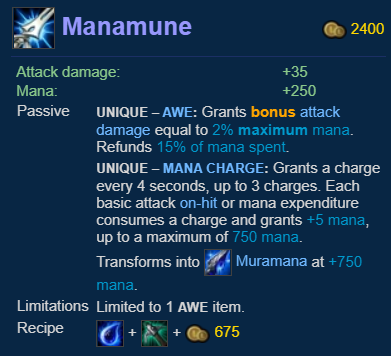 Manamune 2400
Attack damage: +35
Mana: +250
Passive UNIQUE – AWE: Grants bonus attack
damage equal to 2% maximum mana.
Refunds 15% of mana spent.
UNIQUE – MANA CHARGE: Grants a charge
every 4 seconds, up to 3 charges. Each
basic attack on-hit or mana expenditure
consumes a charge and grants +5 mana,
up to a maximum of 750 mana.
Transforms into Muramana at +750
mana.
Limitations Limited to 1 AWE item.
Recipe + + 675